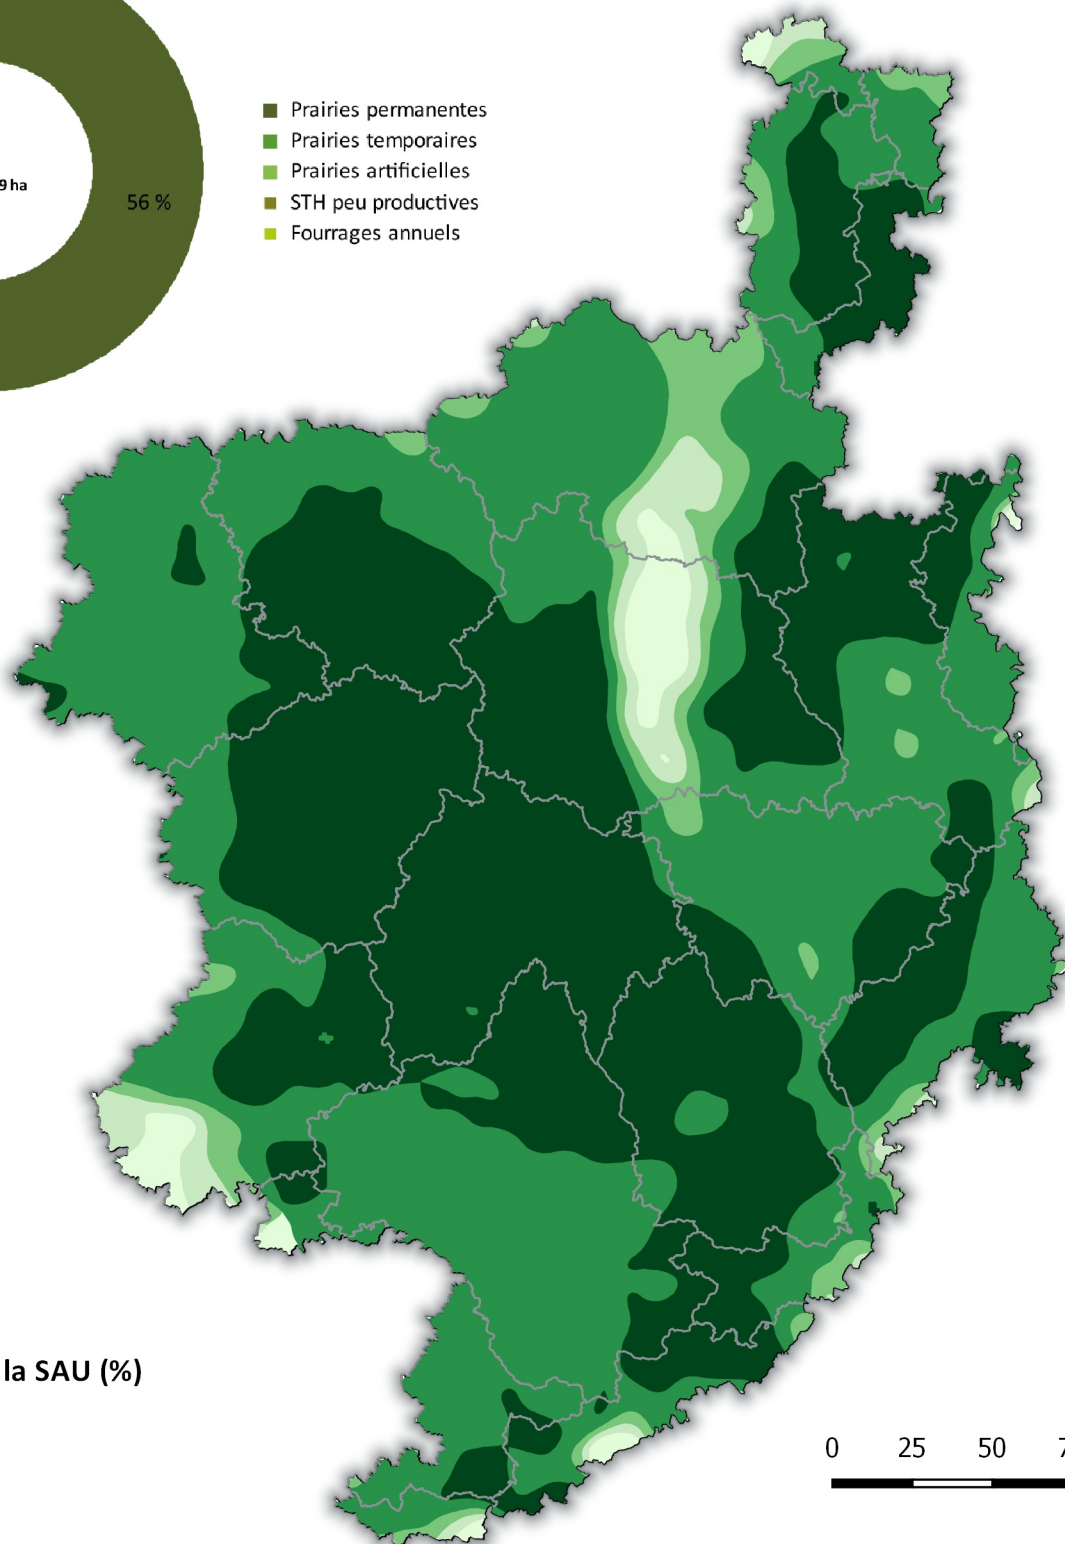 9 ha
56 %
Prairies permanentes
Prairies temporaires
Prairies artificielles
STH peu productives
Fourrages annuels
la SAU (%)
0 25 50 7